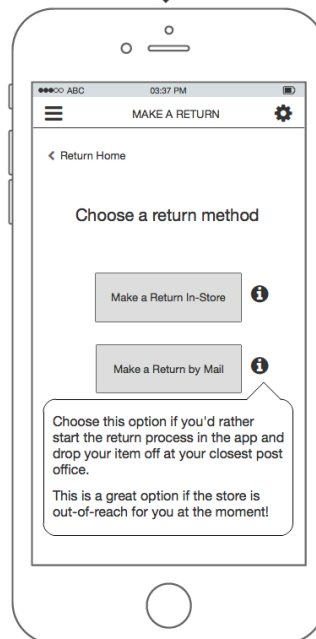 ABC 03:37 PM
MAKE A RETURN
Return Home
Choose a return method
Make a Return In-Store
Make a Return by Mail
Choose this option if you'd rather
start the return process in the app and
drop your item off at your closest post
office.
This is a great option if the store is
out-of-reach for you at the moment!